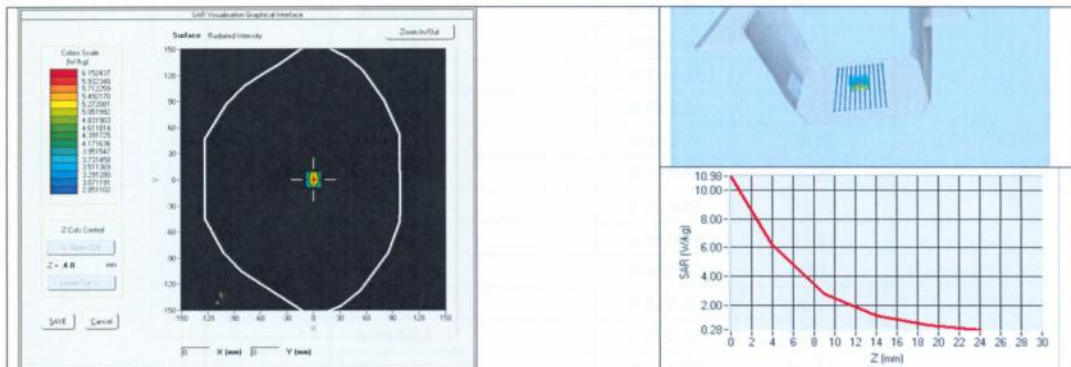 SAR Visualisation Graphical Interface
Surface Radiated Intensity
Zoom In/Out
Colors Scale
(W/kg)
6.152437
5.932348
5.712259
5.492170
5.272081
5.051992
4.831903
4.611814
4.391725
4.171636
3.951547
3.731458
3.511369
3.291280
3.071191
2.851102
150
120
90
60
30
0
-30
-60
-90
-120
-150
Y
-150 -120 -90 -60 -30 0 30 60 90 120 150
X
Z Cuts Control
Z = -4.0 mm
SAVE Cancel
0 X (mm) 0 Y (mm)
10.98
10.00
8.00
6.00
4.00
2.00
0.28
SAR (W/kg)
0 2 4 6 8 10 12 14 16 18 20 22 24 26 28 30
Z (mm)